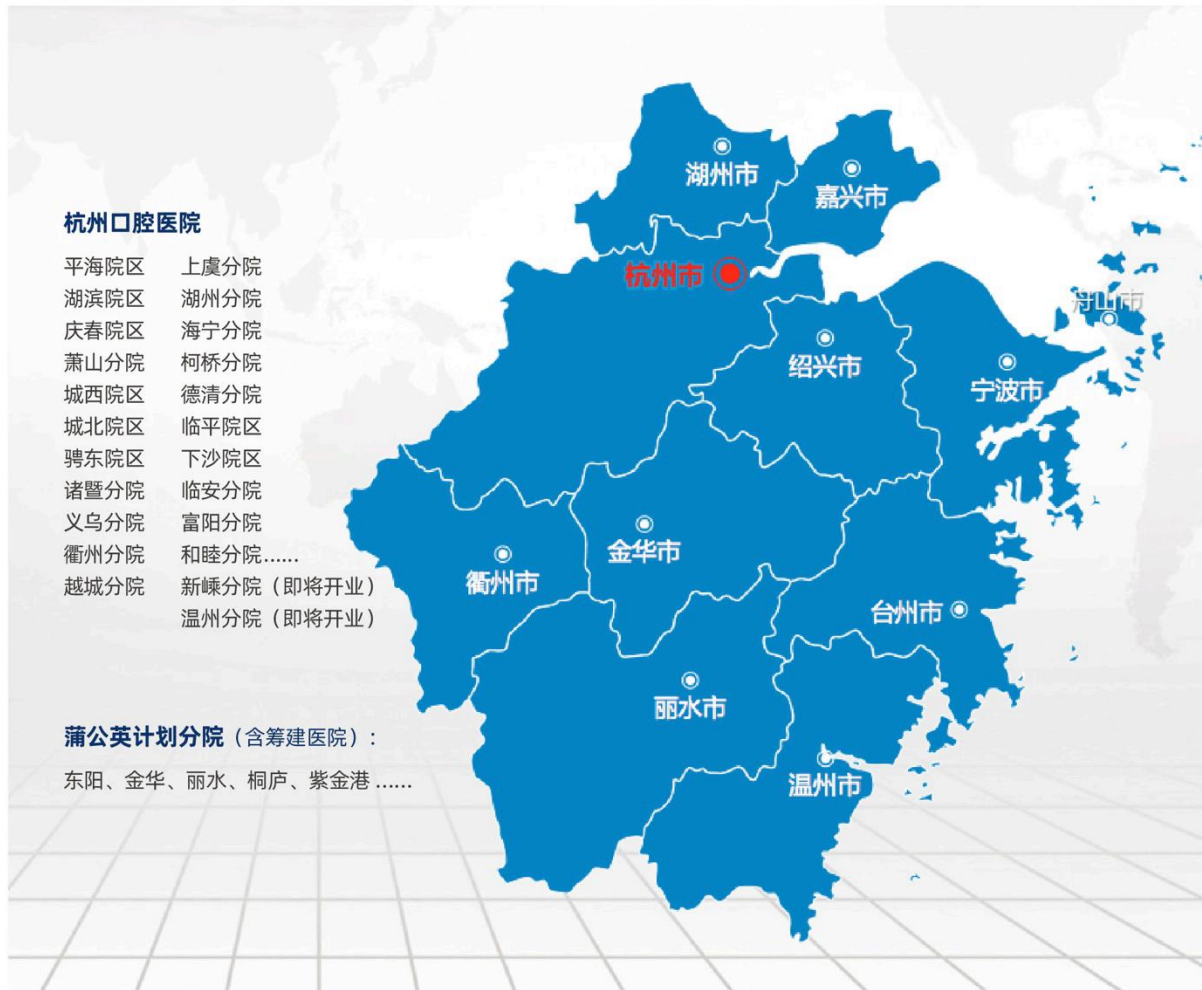 杭州口腔医院
平海院区 上虞分院
湖滨院区 湖州分院
庆春院区 海宁分院
萧山分院 柯桥分院
城西院区 德清分院
城北院区 临平院区
骋东院区 下沙院区
诸暨分院 临安分院
义乌分院 富阳分院
衢州分院 和睦分院......
越城分院 新嵊分院（即将开业）
温州分院（即将开业）
蒲公英计划分院（含筹建医院）:
东阳、金华、丽水、桐庐、紫金港 ......
湖州市
嘉兴市
杭州市
舟山市
绍兴市
宁波市
金华市
衢州市
台州市
丽水市
温州市